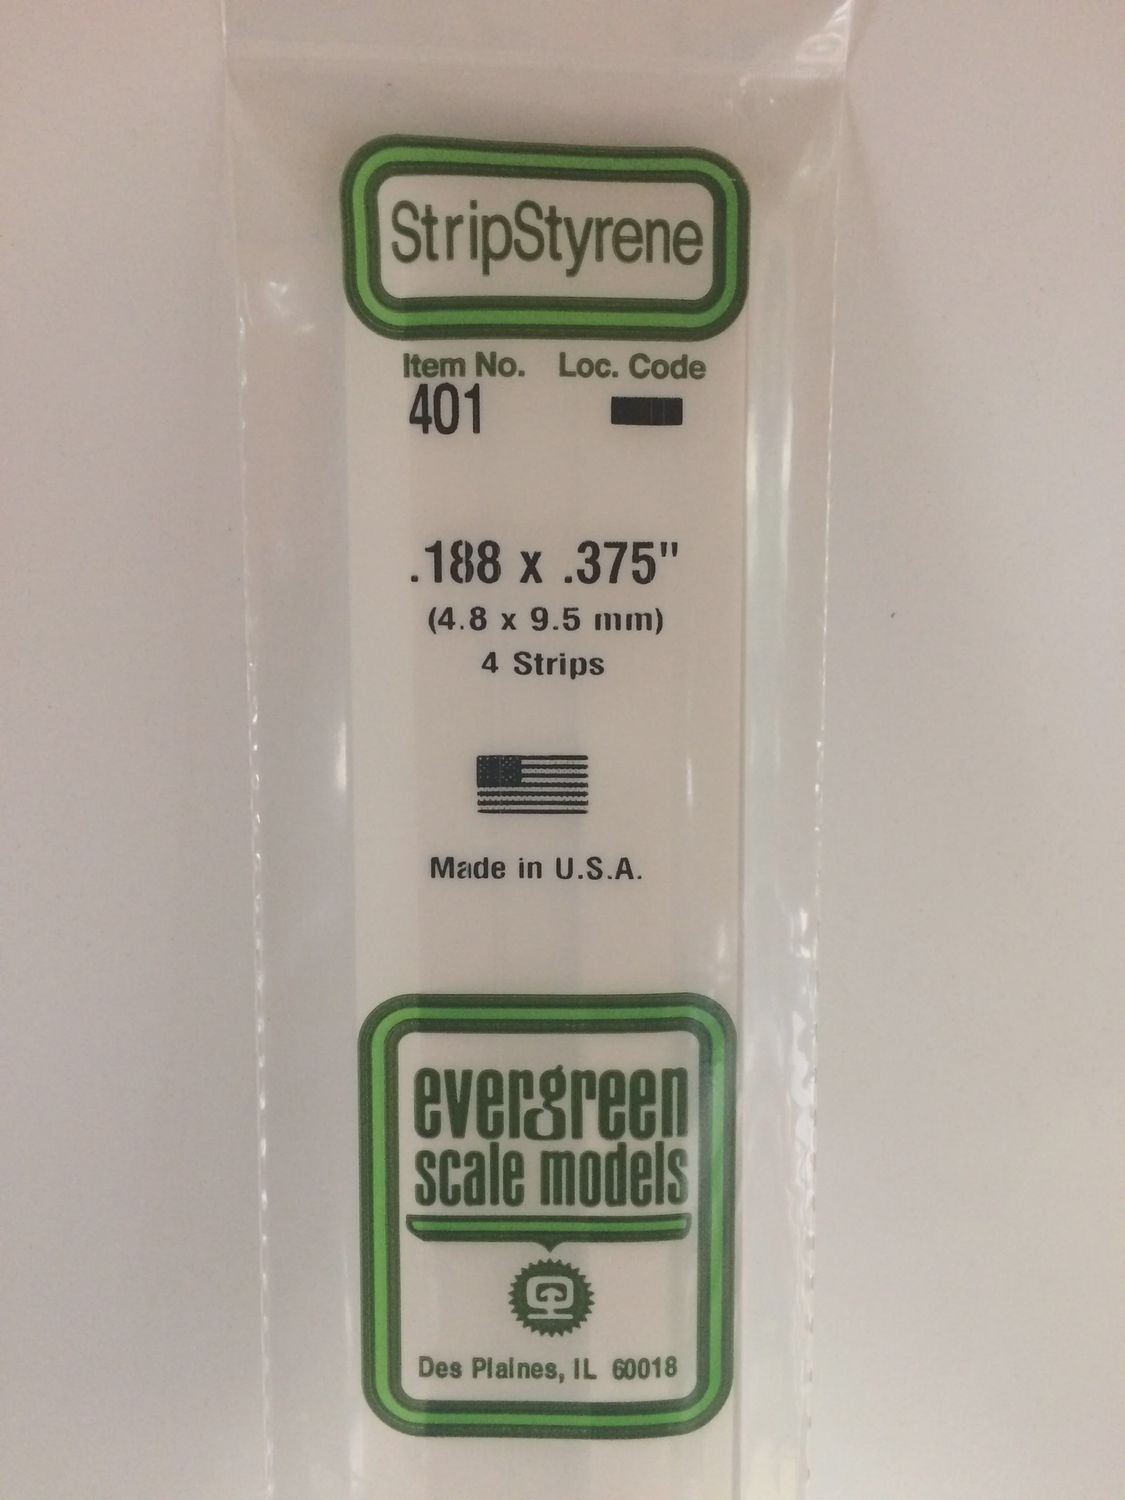 StripStyrene
Item No. Loc. Code
401
.188 x .375"
(4.8 x 9.5 mm)
4 Strips
Made in U.S.A.
evergreen
scale models
Des Plaines, IL 60018